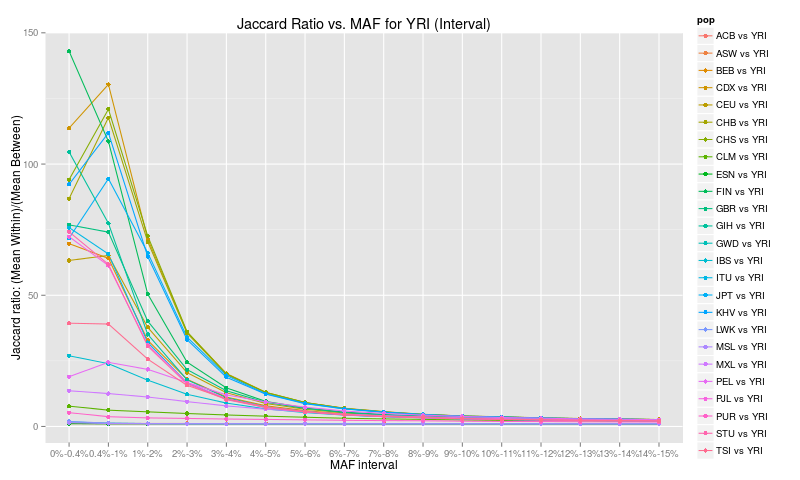 Jaccard Ratio vs. MAF for YRI (Interval)
Jaccard ratio: (Mean Within)/(Mean Between)
150
100
50
0
0%-0.4% 0.4%-1% 1%-2% 2%-3% 3%-4% 4%-5% 5%-6% 6%-7% 7%-8% 8%-9% 9%-10% 10%-11% 11%-12% 12%-13% 13%-14% 14%-15%
MAF interval
pop
ACB vs YRI
ASW vs YRI
BEB vs YRI
CDX vs YRI
CEU vs YRI
CHB vs YRI
CHS vs YRI
CLM vs YRI
ESN vs YRI
FIN vs YRI
GBR vs YRI
GIH vs YRI
GWD vs YRI
IBS vs YRI
ITU vs YRI
JPT vs YRI
KHV vs YRI
LWK vs YRI
MSL vs YRI
MXL vs YRI
PEL vs YRI
PJL vs YRI
PUR vs YRI
STU vs YRI
TSI vs YRI